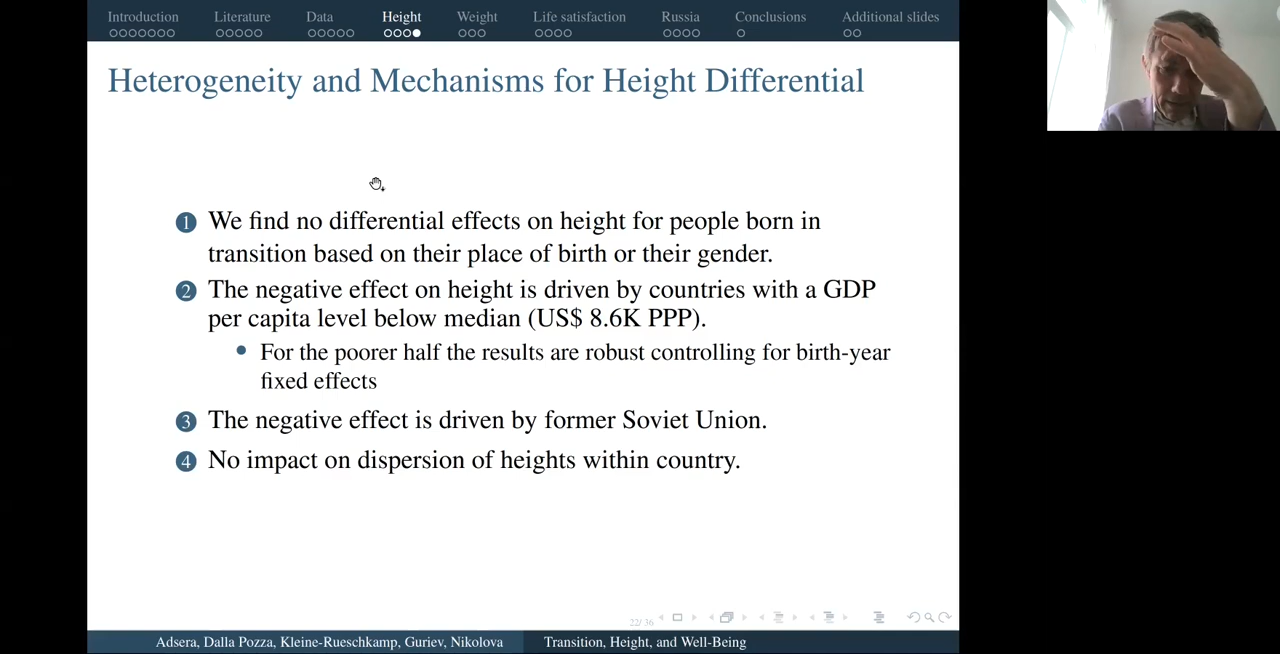 Introduction Literature Data Height Weight Life satisfaction Russia Conclusions Additional slides
Heterogeneity and Mechanisms for Height Differential
1 We find no differential effects on height for people born in
transition based on their place of birth or their gender.
2 The negative effect on height is driven by countries with a GDP
per capita level below median (US$ 8.6K PPP).
For the poorer half the results are robust controlling for birth-year
fixed effects
3 The negative effect is driven by former Soviet Union.
4 No impact on dispersion of heights within country.
22/ 36
Adsera, Dalla Pozza, Kleine-Rueschkamp, Guriev, Nikolova Transition, Height, and Well-Being